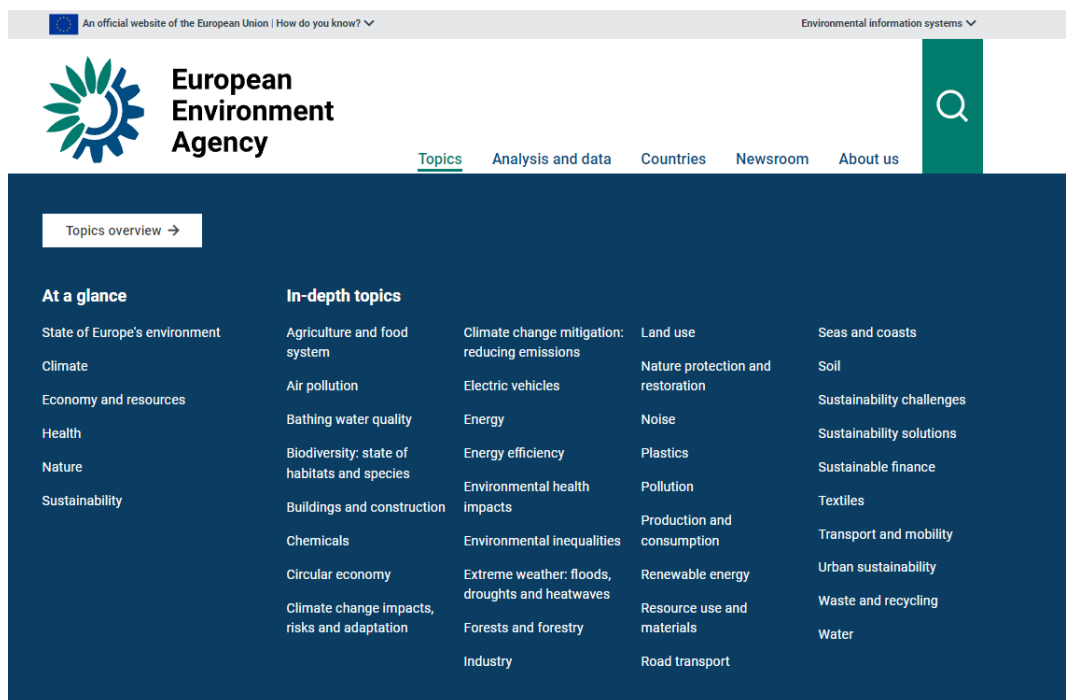 An official website of the European Union | How do you know?
Environmental information systems
European
Environment
Agency
Topics
Analysis and data
Countries
Newsroom
About us
Topics overview →
At a glance
State of Europe's environment
Climate
Economy and resources
Health
Nature
Sustainability
In-depth topics
Agriculture and food
system
Air pollution
Bathing water quality
Biodiversity: state of
habitats and species
Buildings and construction
Chemicals
Circular economy
Climate change impacts,
risks and adaptation
Climate change mitigation:
reducing emissions
Electric vehicles
Energy
Energy efficiency
Environmental health
impacts
Environmental inequalities
Extreme weather: floods,
droughts and heatwaves
Forests and forestry
Industry
Land use
Nature protection and
restoration
Noise
Plastics
Pollution
Production and
consumption
Renewable energy
Resource use and
materials
Road transport
Seas and coasts
Soil
Sustainability challenges
Sustainability solutions
Sustainable finance
Textiles
Transport and mobility
Urban sustainability
Waste and recycling
Water